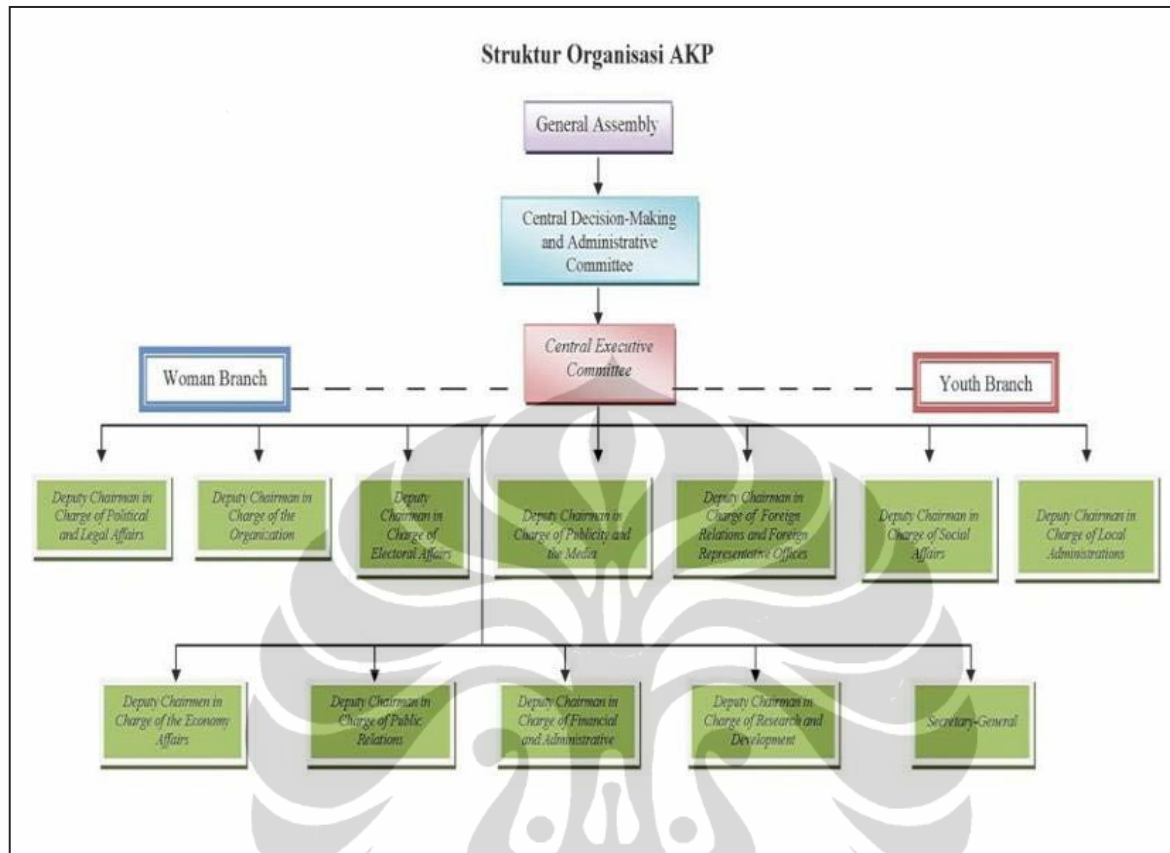 Struktur Organisasi AKP
General Assembly
Central Decision-Making
and Administrative
Committee
Central Executive
Committee
Woman Branch
Youth Branch
Deputy Chairman in
Charge of Political
and Legal Affairs
Deputy Chairman in
Charge of the
Organization
Deputy
Chairman in
Charge of
Electoral Affairs
Deputy Chairman in
Charge of Publicity and
the Media
Deputy Chairman in
Charge of Foreign
Relations and Foreign
Representative Offices
Deputy Chairman in
Charge of Social
Affairs
Deputy Chairman in
Charge of Local
Administrations
Deputy Chairmen in
Charge of the Economy
Affairs
Deputy Chairman in
Charge of Public
Relations
Deputy Chairman in
Charge of Financial
and Administrative
Deputy Chairman in
Charge of Research and
Development
Secretary-General